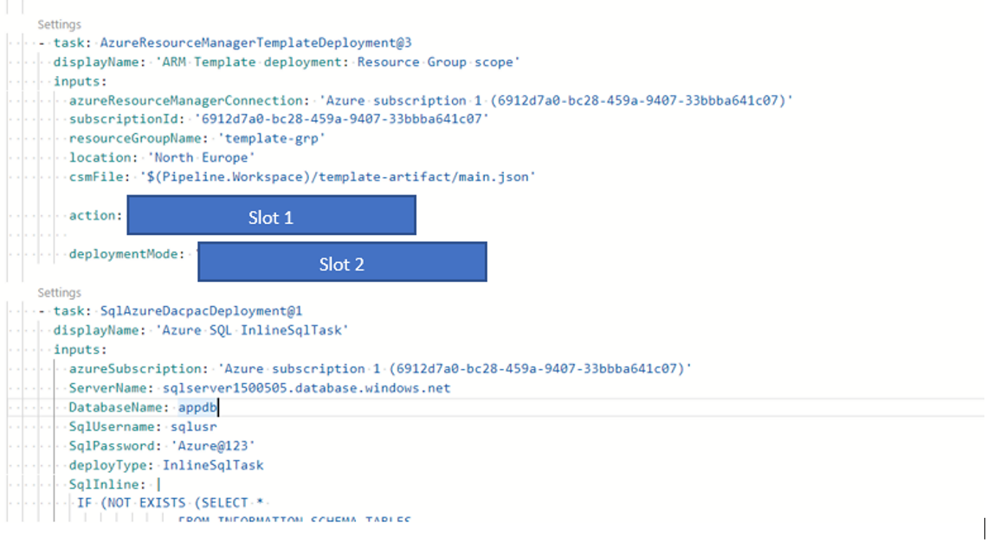 Settings
- task: AzureResourceManagerTemplateDeployment@3
displayName: 'ARM Template deployment: Resource Group scope'
inputs:
azureResourceManagerConnection: 'Azure subscription 1 (6912d7a0-bc28-459a-9407-33bbba641c07)'
subscriptionId: '6912d7a0-bc28-459a-9407-33bbba641c07'
resourceGroupName: 'template-grp'
location: 'North Europe'
csmFile: '$(Pipeline.Workspace)/template-artifact/main.json'
action: Slot 1
deploymentMode: ' Slot 2
Settings
- task: SqlAzureDacpacDeployment@1
displayName: 'Azure SQL InlineSqlTask'
inputs:
azureSubscription: 'Azure subscription 1 (6912d7a0-bc28-459a-9407-33bbba641c07)'
ServerName: sqlserver1500505.database.windows.net
DatabaseName: appdb
SqlUsername: sqlusr
SqlPassword: 'Azure@123'
deployType: InlineSqlTask
SqlInline: |
IF (NOT EXISTS (SELECT *
FROM INFORMATION_SCHEMA.TABLES